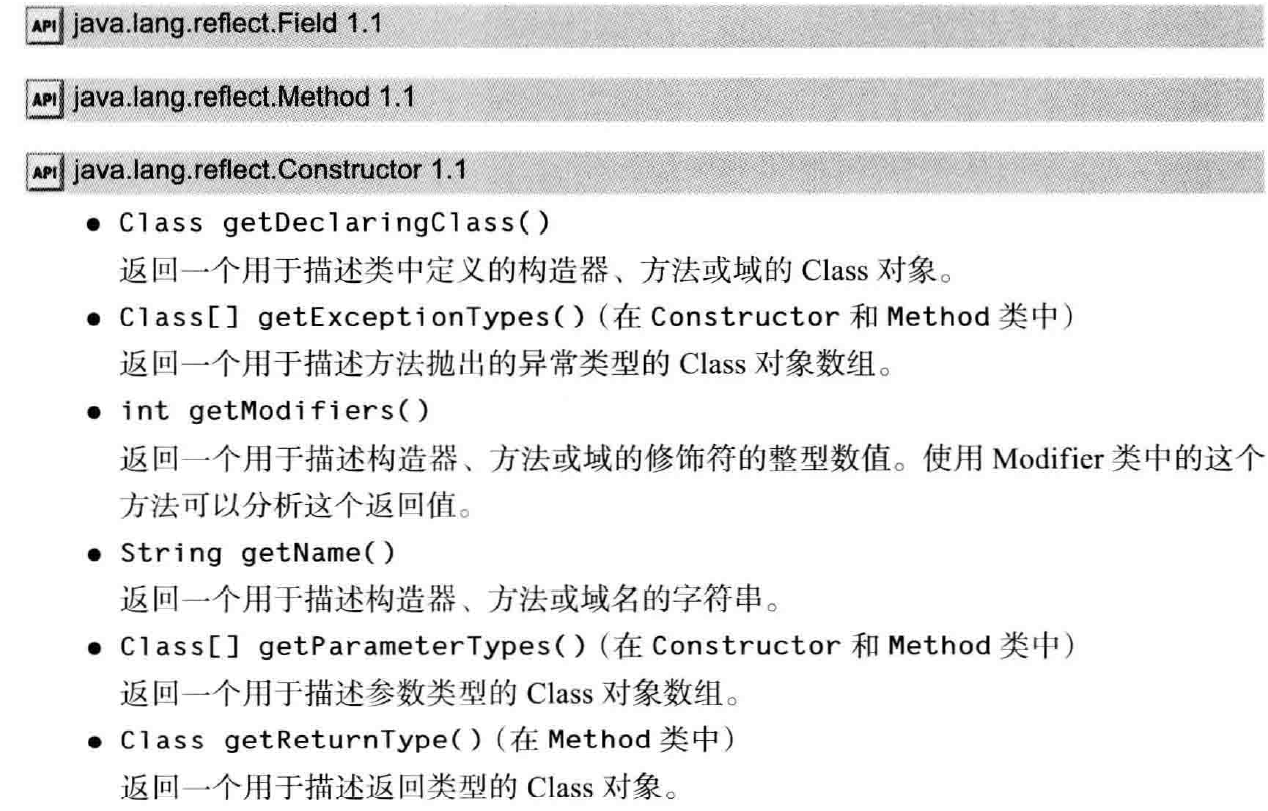 API java.lang.reflect.Field 1.1
API java.lang.reflect.Method 1.1
API java.lang.reflect.Constructor 1.1
● Class getDeclaringClass()
返回一个用于描述类中定义的构造器、方法或域的 Class 对象。
● Class[] getExceptionTypes()(在 Constructor 和 Method 类中)
返回一个用于描述方法抛出的异常类型的 Class 对象数组。
● int getModifiers()
返回一个用于描述构造器、方法或域的修饰符的整型数值。使用 Modifier 类中的这个
方法可以分析这个返回值。
● String getName()
返回一个用于描述构造器、方法或域名的字符串。
● Class[] getParameterTypes()(在 Constructor 和 Method 类中)
返回一个用于描述参数类型的 Class 对象数组。
● Class getReturnType()(在 Method 类中)
返回一个用于描述返回类型的 Class 对象。